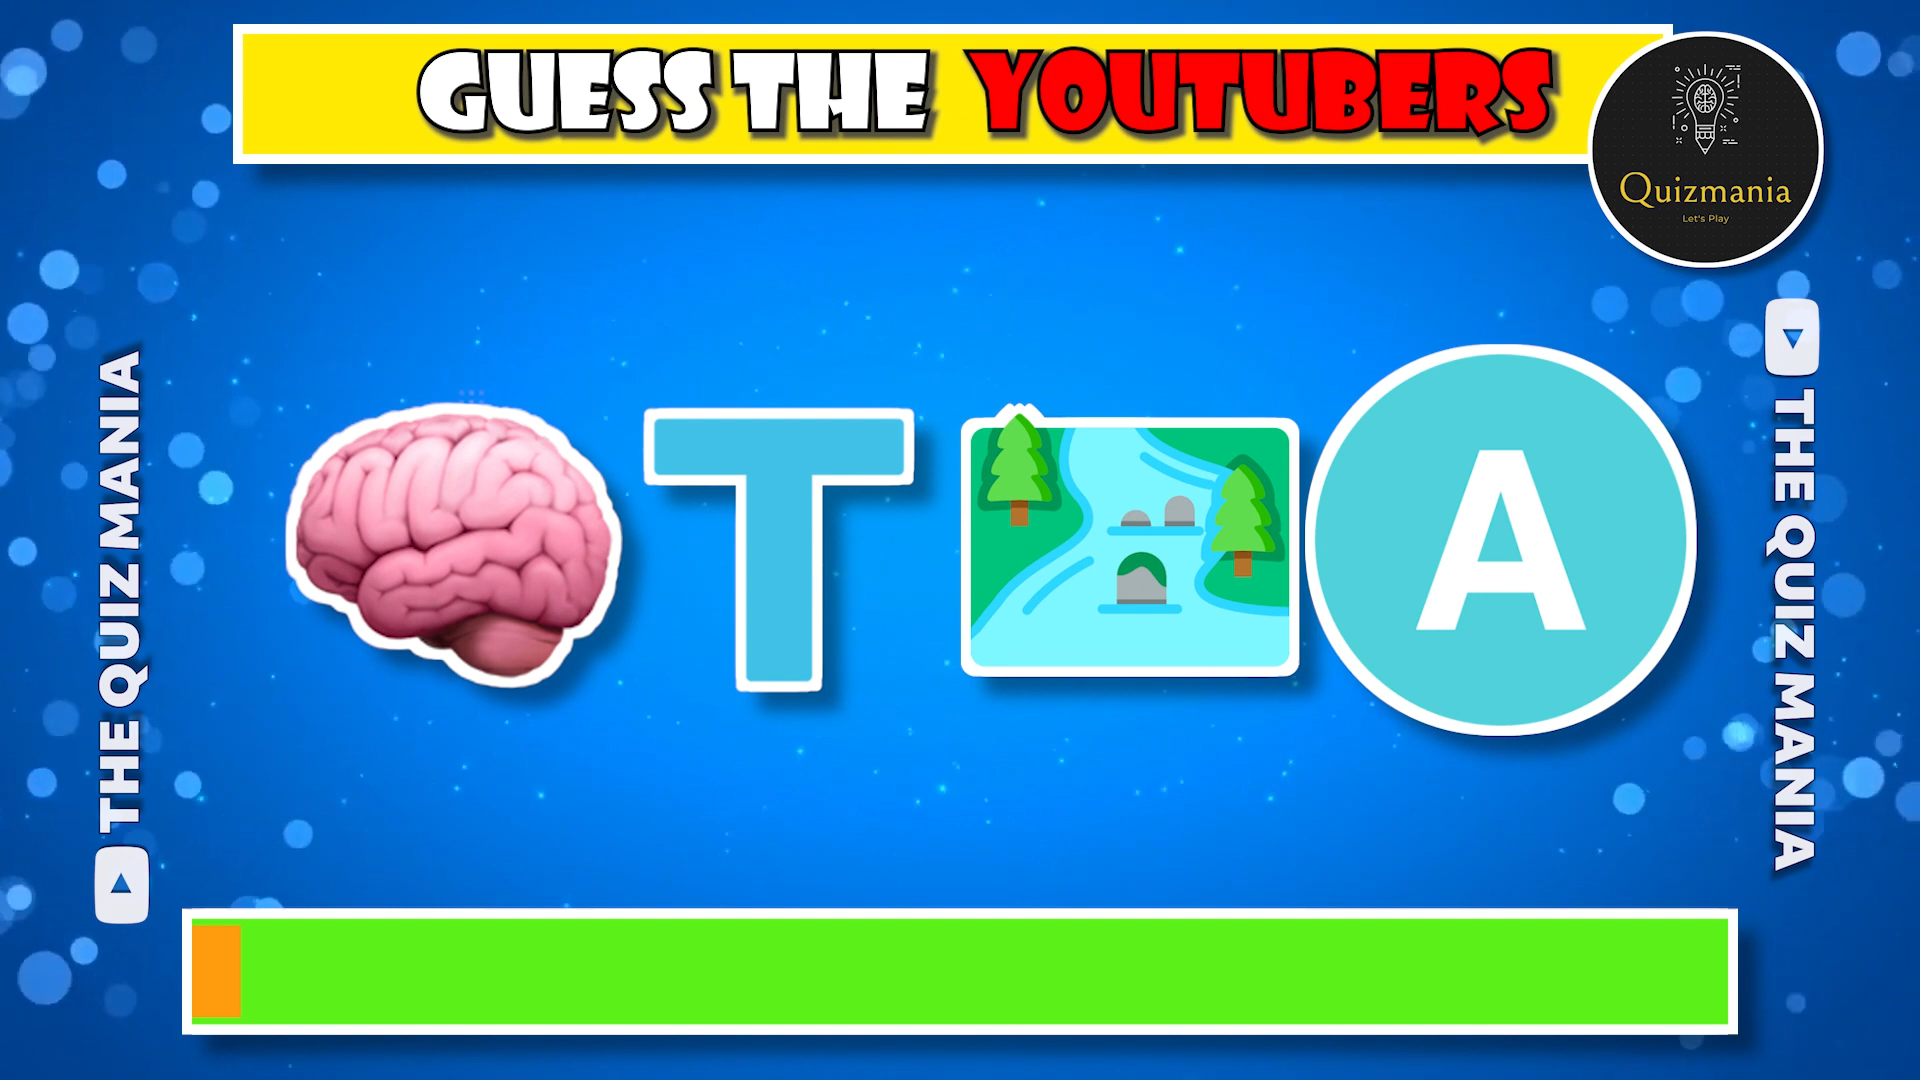 GUESS THE YOUTUBERS
Quizmania
Let's Play
THE QUIZ MANIA
T
A
THE QUIZ MANIA